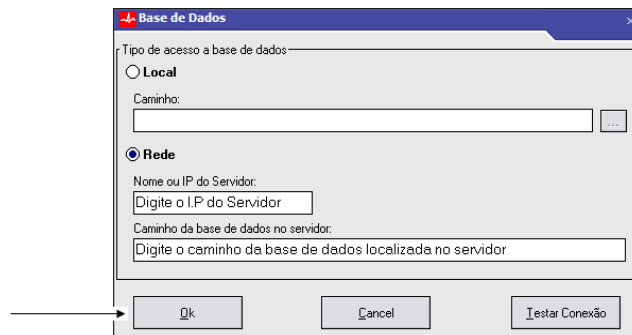 Base de Dados
Tipo de acesso a base de dados
Local
Caminho:
...
Rede
Nome ou IP do Servidor:
Digite o I.P do Servidor
Caminho da base de dados no servidor:
Digite o caminho da base de dados localizada no servidor
Ok Cancel Testar Conexão